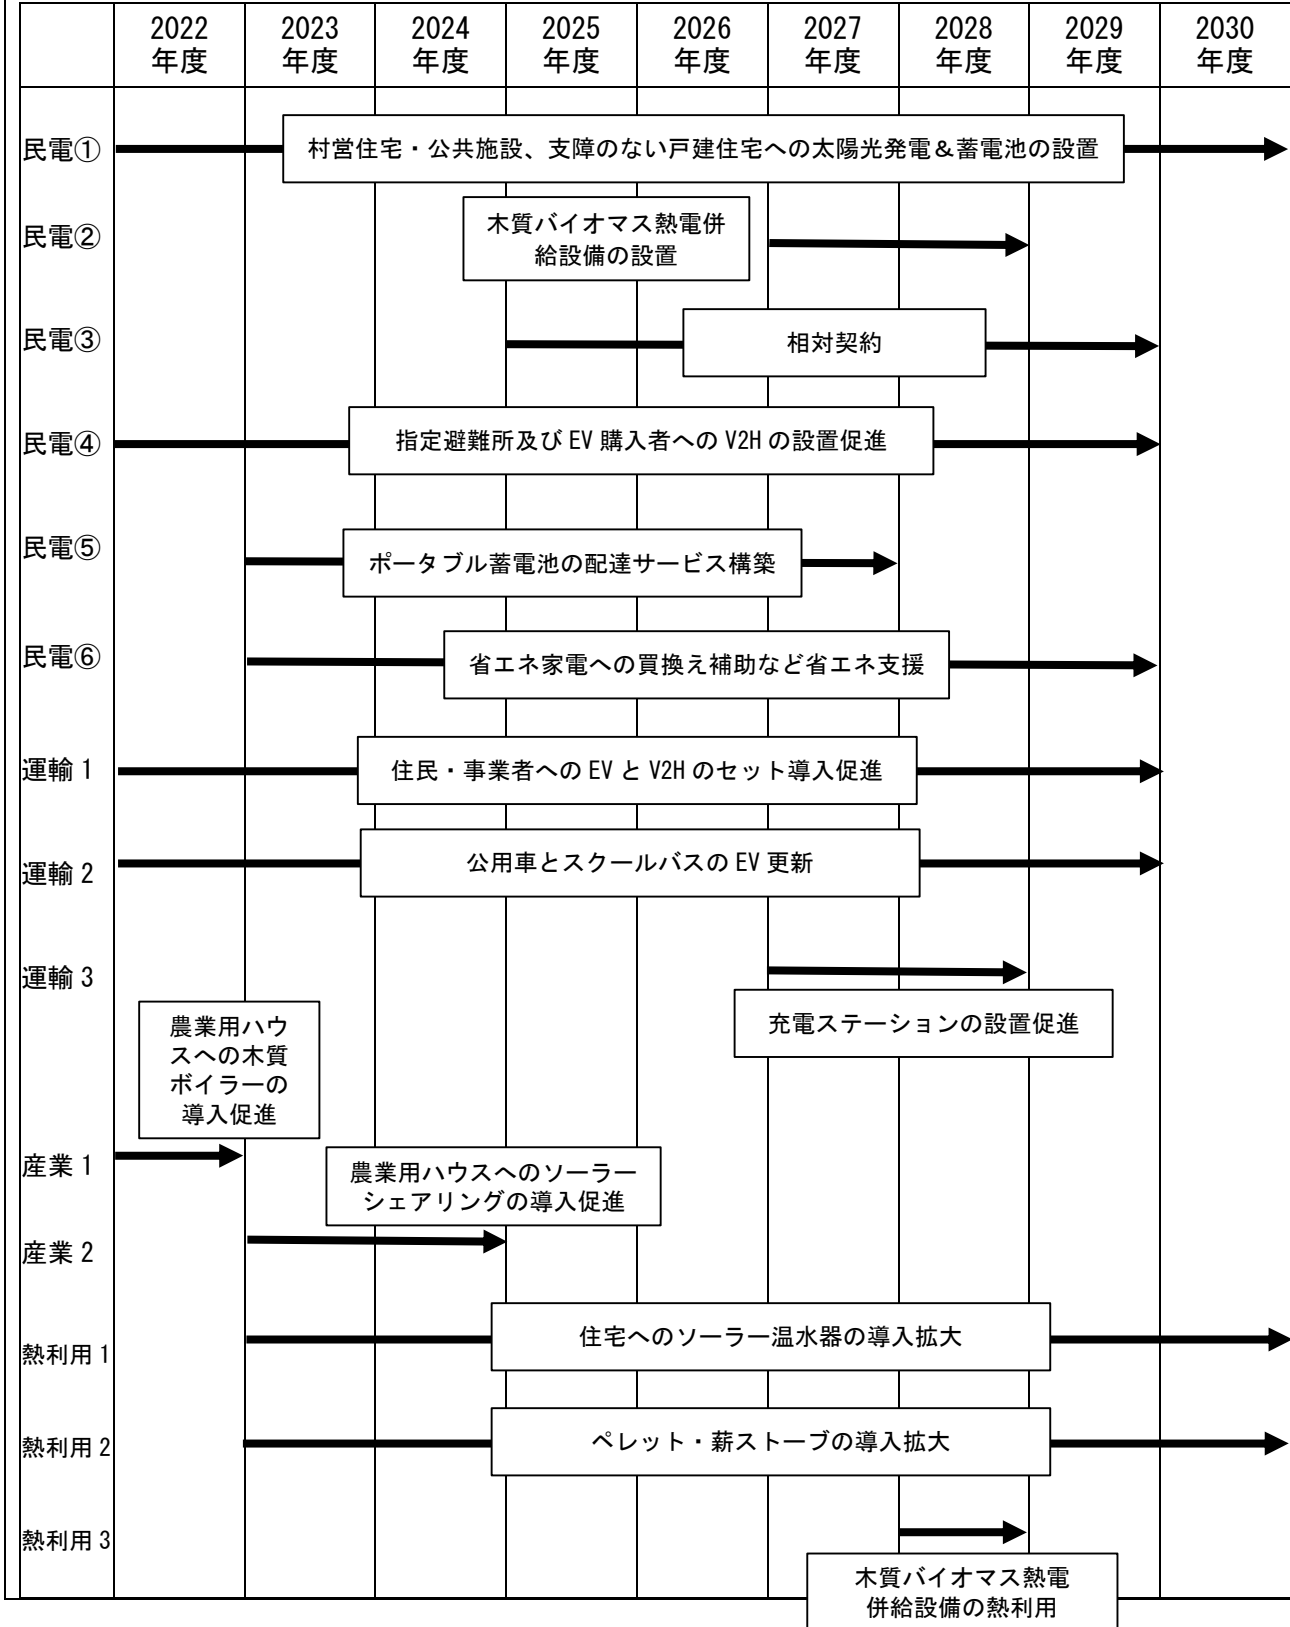 2022
年度
2023
年度
2024
年度
2025
年度
2026
年度
2027
年度
2028
年度
2029
年度
2030
年度
民電①
村営住宅・公共施設、支障のない戸建住宅への太陽光発電＆蓄電池の設置
民電②
木質バイオマス熱電併
給設備の設置
民電③
相対契約
民電④
指定避難所及び EV 購入者への V2H の設置促進
民電⑤
ポータブル蓄電池の配達サービス構築
民電⑥
省エネ家電への買換え補助など省エネ支援
運輸 1
住民・事業者への EV と V2H のセット導入促進
運輸 2
公用車とスクールバスの EV 更新
運輸 3
充電ステーションの設置促進
農業用ハウ
スへの木質
ボイラーの
導入促進
産業 1
農業用ハウスへのソーラー
シェアリングの導入促進
産業 2
住宅へのソーラー温水器の導入拡大
熱利用 1
ペレット・薪ストーブの導入拡大
熱利用 2
熱利用 3
木質バイオマス熱電
併給設備の熱利用